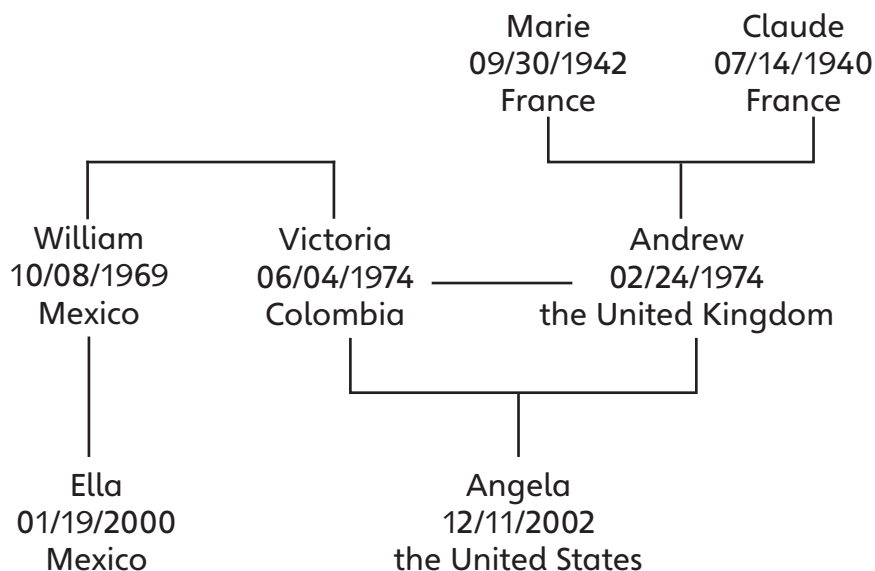 Marie
09/30/1942
France
Claude
07/14/1940
France
William
10/08/1969
Mexico
Victoria
06/04/1974
Colombia
Andrew
02/24/1974
the United Kingdom
Ella
01/19/2000
Mexico
Angela
12/11/2002
the United States